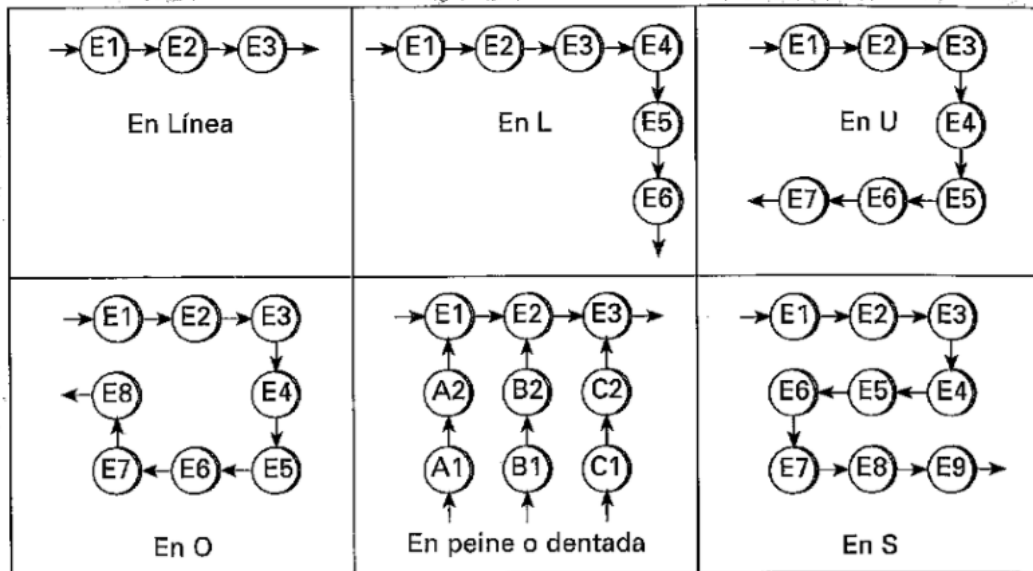 E1 E2 E3
En Línea
E1 E2 E3 E4
En L
E5
E6
E1 E2 E3
En U
E4
E7 E6 E5
E1 E2 E3
E8 E4
E7 E6 E5
En O
E1 E2 E3
A2 B2 C2
A1 B1 C1
En peine o dentada
E1 E2 E3
E6 E5 E4
E7 E8 E9
En S